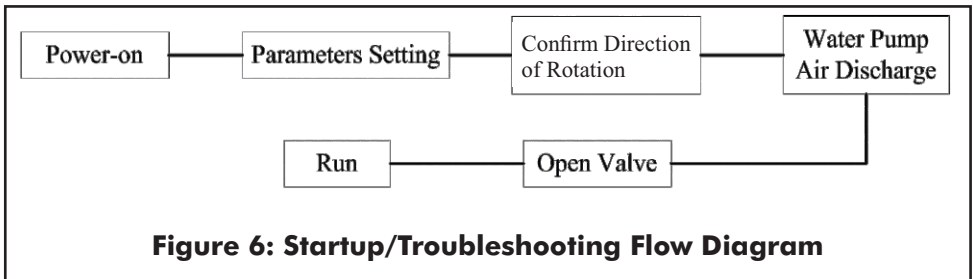 Power-on
Parameters Setting
Confirm Direction
of Rotation
Water Pump
Air Discharge
Open Valve
Run
Figure 6: Startup/Troubleshooting Flow Diagram